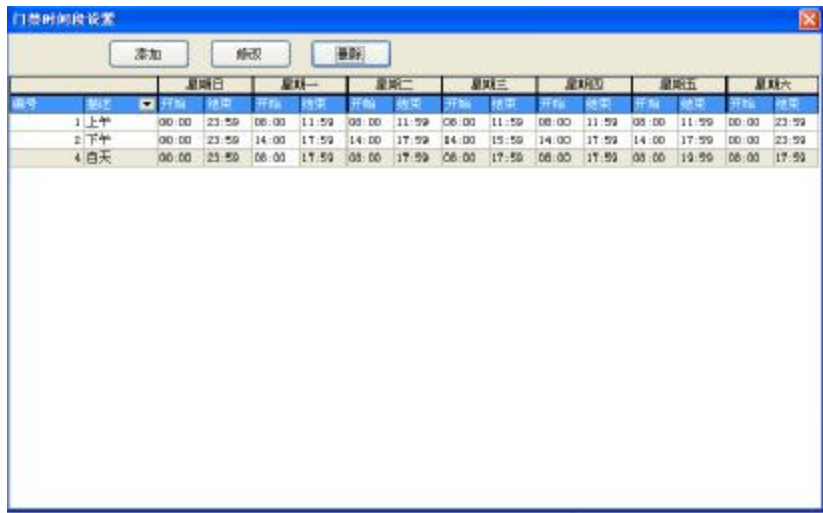 门禁时间段设置
添加 修改 删除
星期日 星期一 星期二 星期三 星期四 星期五 星期六
编号 描述 开始 结束 开始 结束 开始 结束 开始 结束 开始 结束 开始 结束 开始 结束
1 上午 00:00 23:59 08:00 11:59 08:00 11:59 08:00 11:59 08:00 11:59 08:00 11:59 00:00 23:59
2 下午 00:00 23:59 14:00 17:59 14:00 17:59 14:00 15:59 14:00 17:59 14:00 17:59 00:00 23:59
4 白天 00:00 23:59 08:00 17:59 08:00 17:59 08:00 17:59 08:00 17:59 08:00 19:59 08:00 17:59